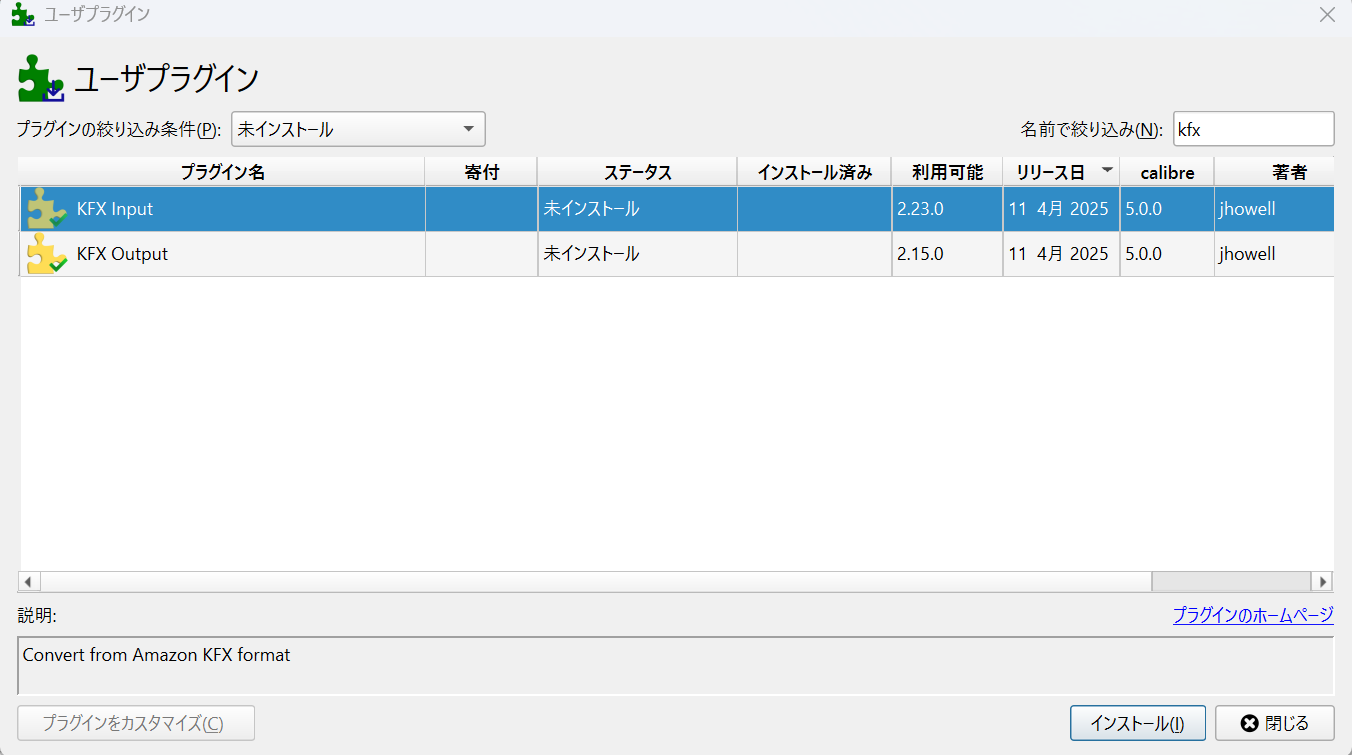 ユーザプラグイン
ユーザプラグイン
プラグインの絞り込み条件(P): 未インストール 名前で絞り込み(N): kfx
プラグイン名 寄付 ステータス インストール済み 利用可能 リリース日 calibre 著者
KFX Input 未インストール 2.23.0 11 4月 2025 5.0.0 jhowell
KFX Output 未インストール 2.15.0 11 4月 2025 5.0.0 jhowell
説明: プラグインのホームページ
Convert from Amazon KFX format
プラグインをカスタマイズ(C) インストール(I) 閉じる